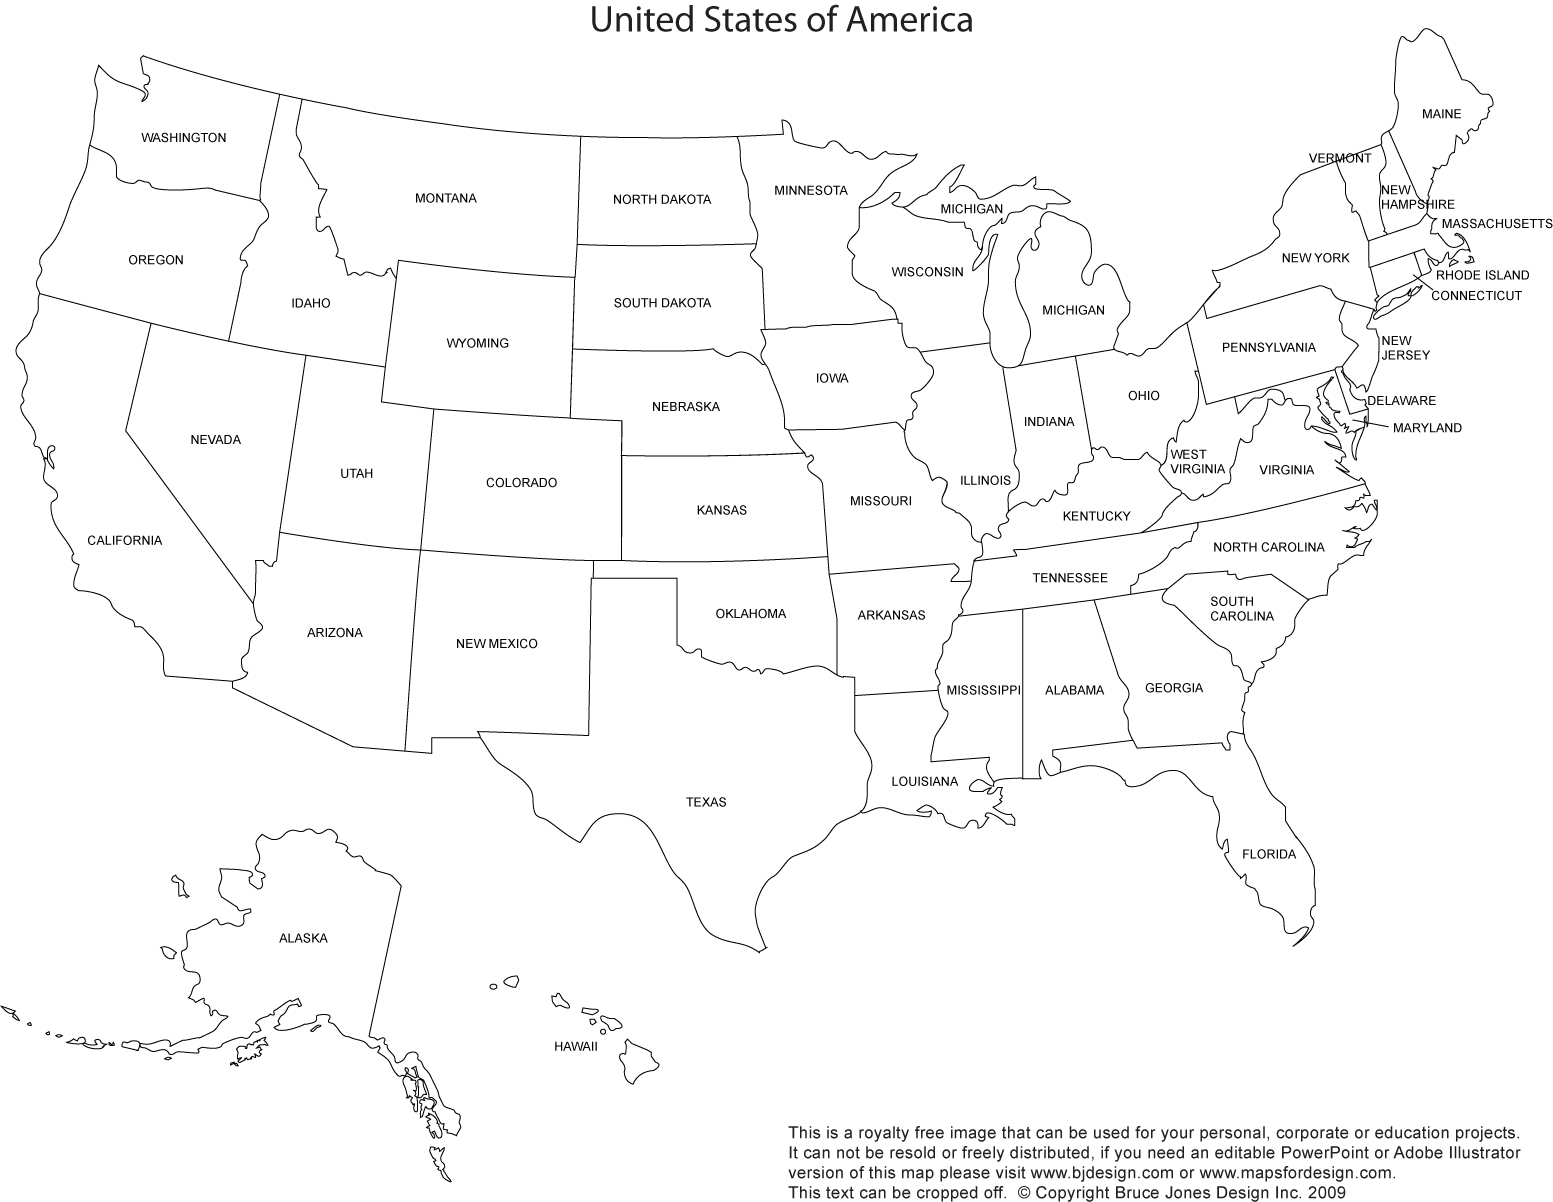 United States of America
MAINE
WASHINGTON
VERMONT
MONTANA
NORTH DAKOTA
MINNESOTA
NEW
HAMPSHIRE
MICHIGAN
MASSACHUSETTS
OREGON
NEW YORK
WISCONSIN
RHODE ISLAND
IDAHO
SOUTH DAKOTA
CONNECTICUT
MICHIGAN
WYOMING
PENNSYLVANIA
NEW
JERSEY
IOWA
OHIO
DELAWARE
NEBRASKA
INDIANA
MARYLAND
NEVADA
WEST
VIRGINIA
VIRGINIA
UTAH
COLORADO
ILLINOIS
MISSOURI
KANSAS
KENTUCKY
CALIFORNIA
NORTH CAROLINA
TENNESSEE
SOUTH
CAROLINA
OKLAHOMA
ARKANSAS
ARIZONA
NEW MEXICO
MISSISSIPPI
ALABAMA
GEORGIA
LOUISIANA
TEXAS
FLORIDA
ALASKA
HAWAII
This is a royalty free image that can be used for your personal, corporate or education projects.
It can not be resold or freely distributed, if you need an editable PowerPoint or Adobe Illustrator
version of this map please visit www.bjdesign.com or www.mapsfordesign.com.
This text can be cropped off. © Copyright Bruce Jones Design Inc. 2009